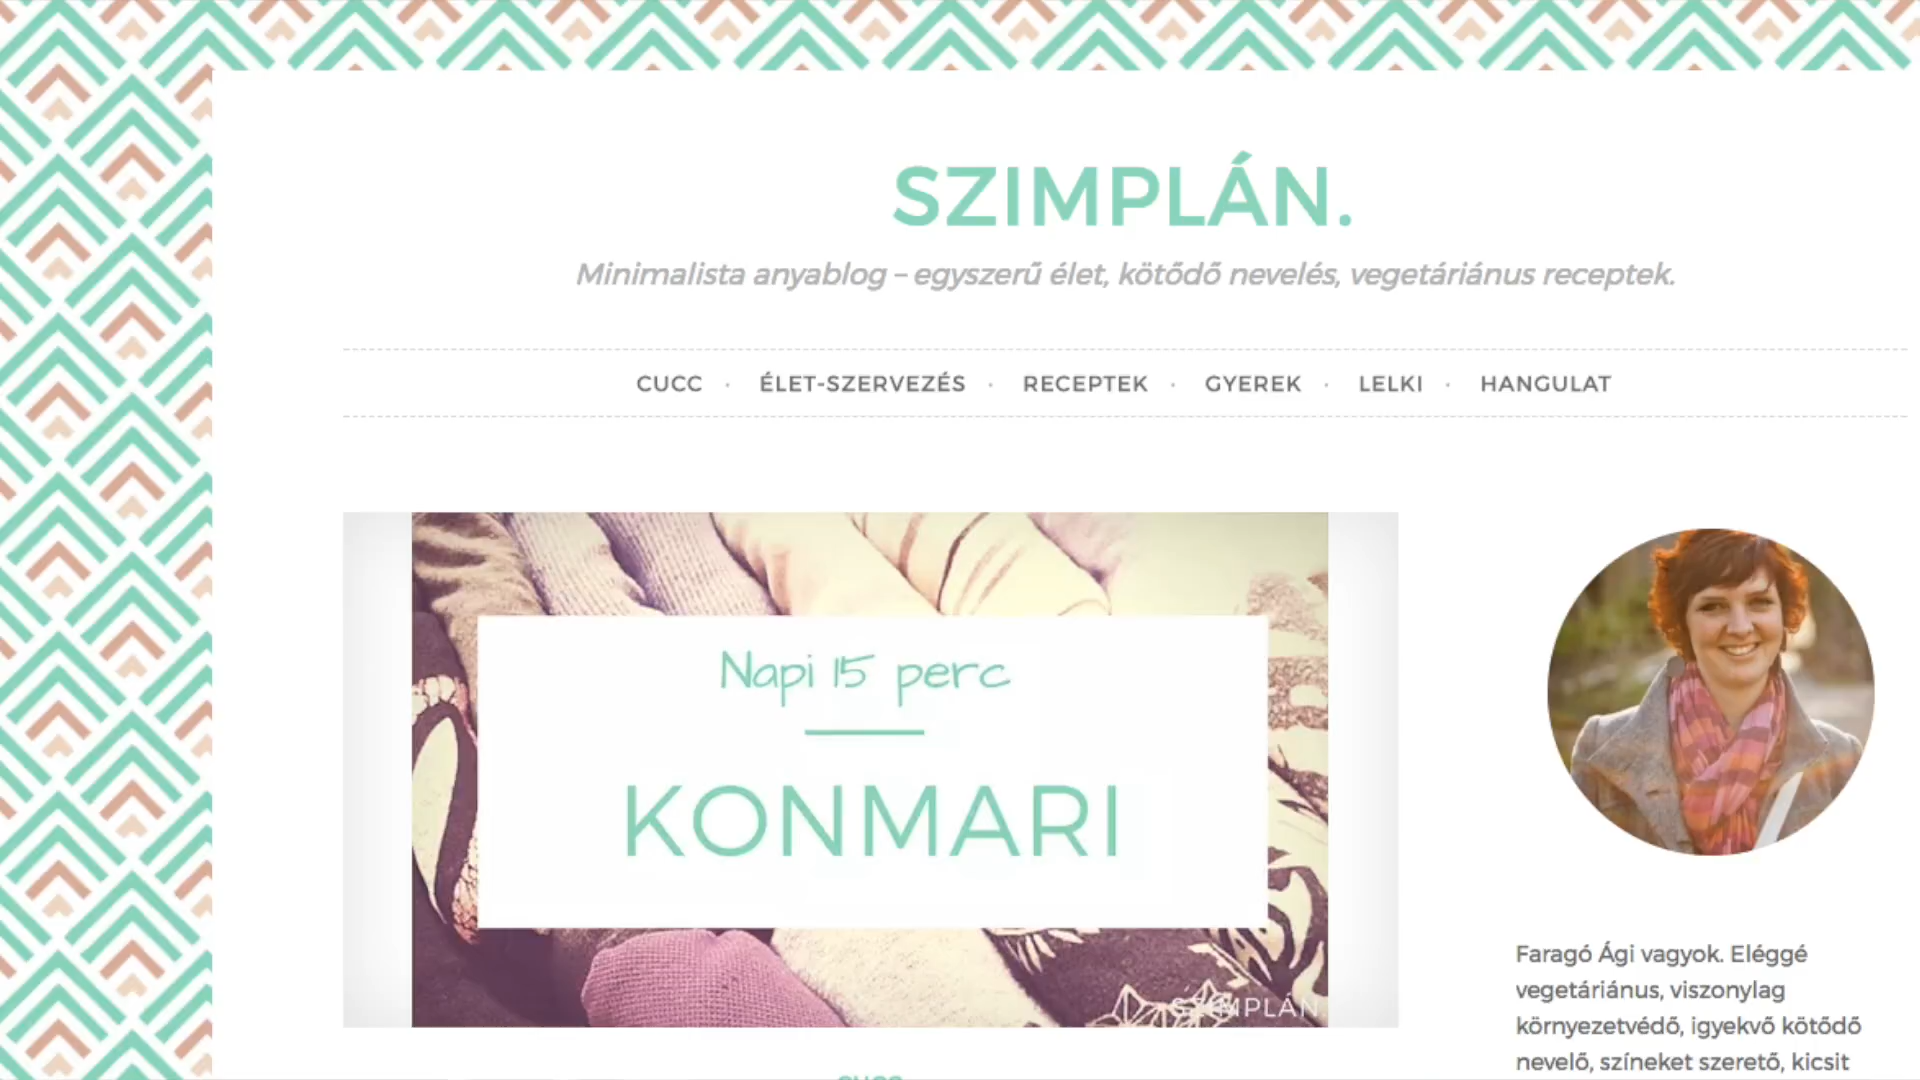 SZIMPLÁN.
Minimalista anyablog – egyszerű élet, kötődő nevelés, vegetáriánus receptek.
CUCC · ÉLET-SZERVEZÉS · RECEPTEK · GYEREK · LELKI · HANGULAT
Napi 15 perc
KONMARI
SZIMPLÁN
Faragó Ági vagyok. Eléggé
vegetáriánus, viszonylag
környezetvédő, igyekvő kötődő
nevelő, színeket szerető, kicsit